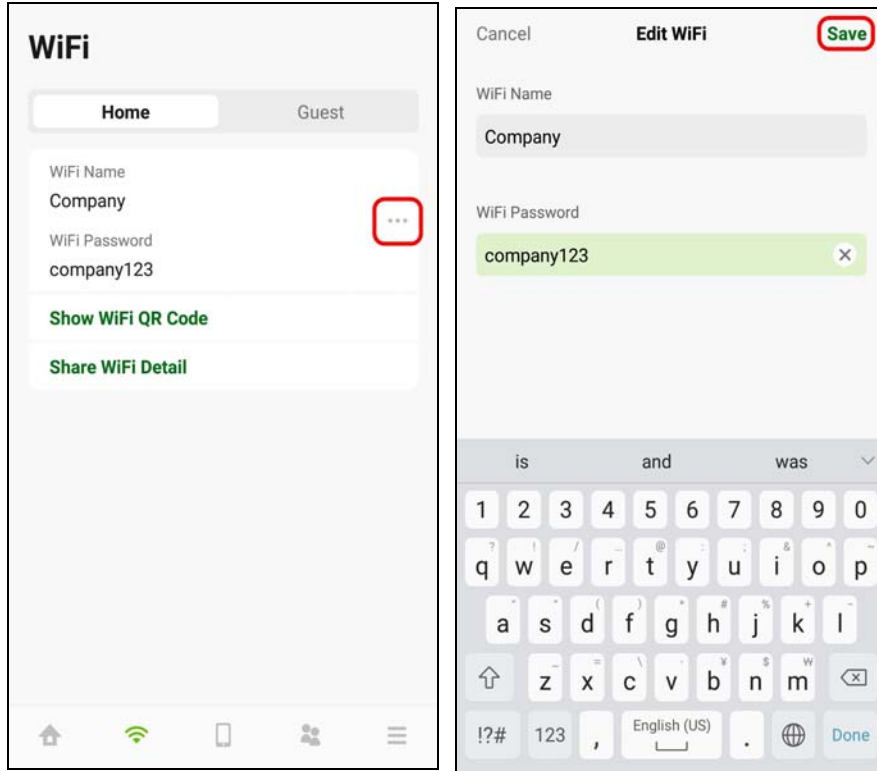 WiFi
Home Guest
WiFi Name
Company
WiFi Password
company123
Show WiFi QR Code
Share WiFi Detail
Cancel Edit WiFi Save
WiFi Name
Company
WiFi Password
company123
is and was
1 2 3 4 5 6 7 8 9 0
q w e r t y u i o p
a s d f g h j k l
z x c v b n m
!?# 123 , English (US) . Done